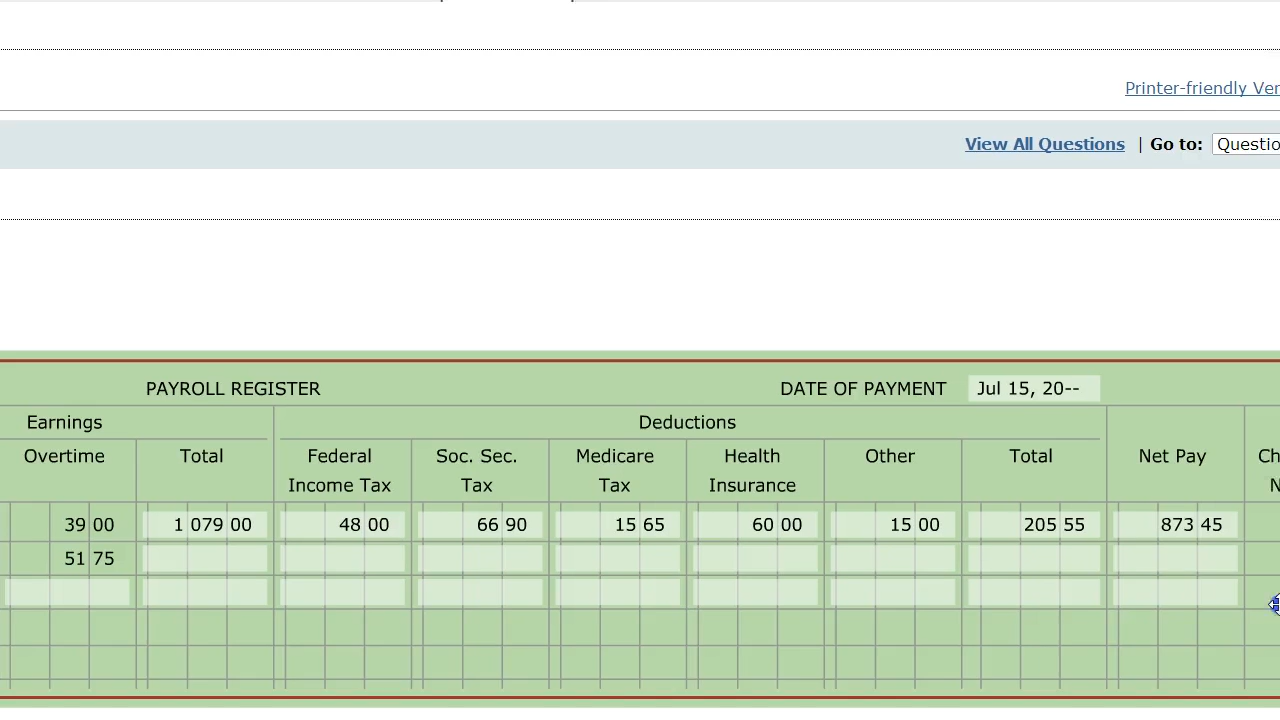 Printer-friendly Ver
View All Questions | Go to: Questio
PAYROLL REGISTER DATE OF PAYMENT Jul 15, 20--
Earnings Deductions
Overtime Total Federal Soc. Sec. Medicare Health Other Total Net Pay Ch
Income Tax Tax Tax Insurance N
39 00 1 079 00 48 00 66 90 15 65 60 00 15 00 205 55 873 45
51 75